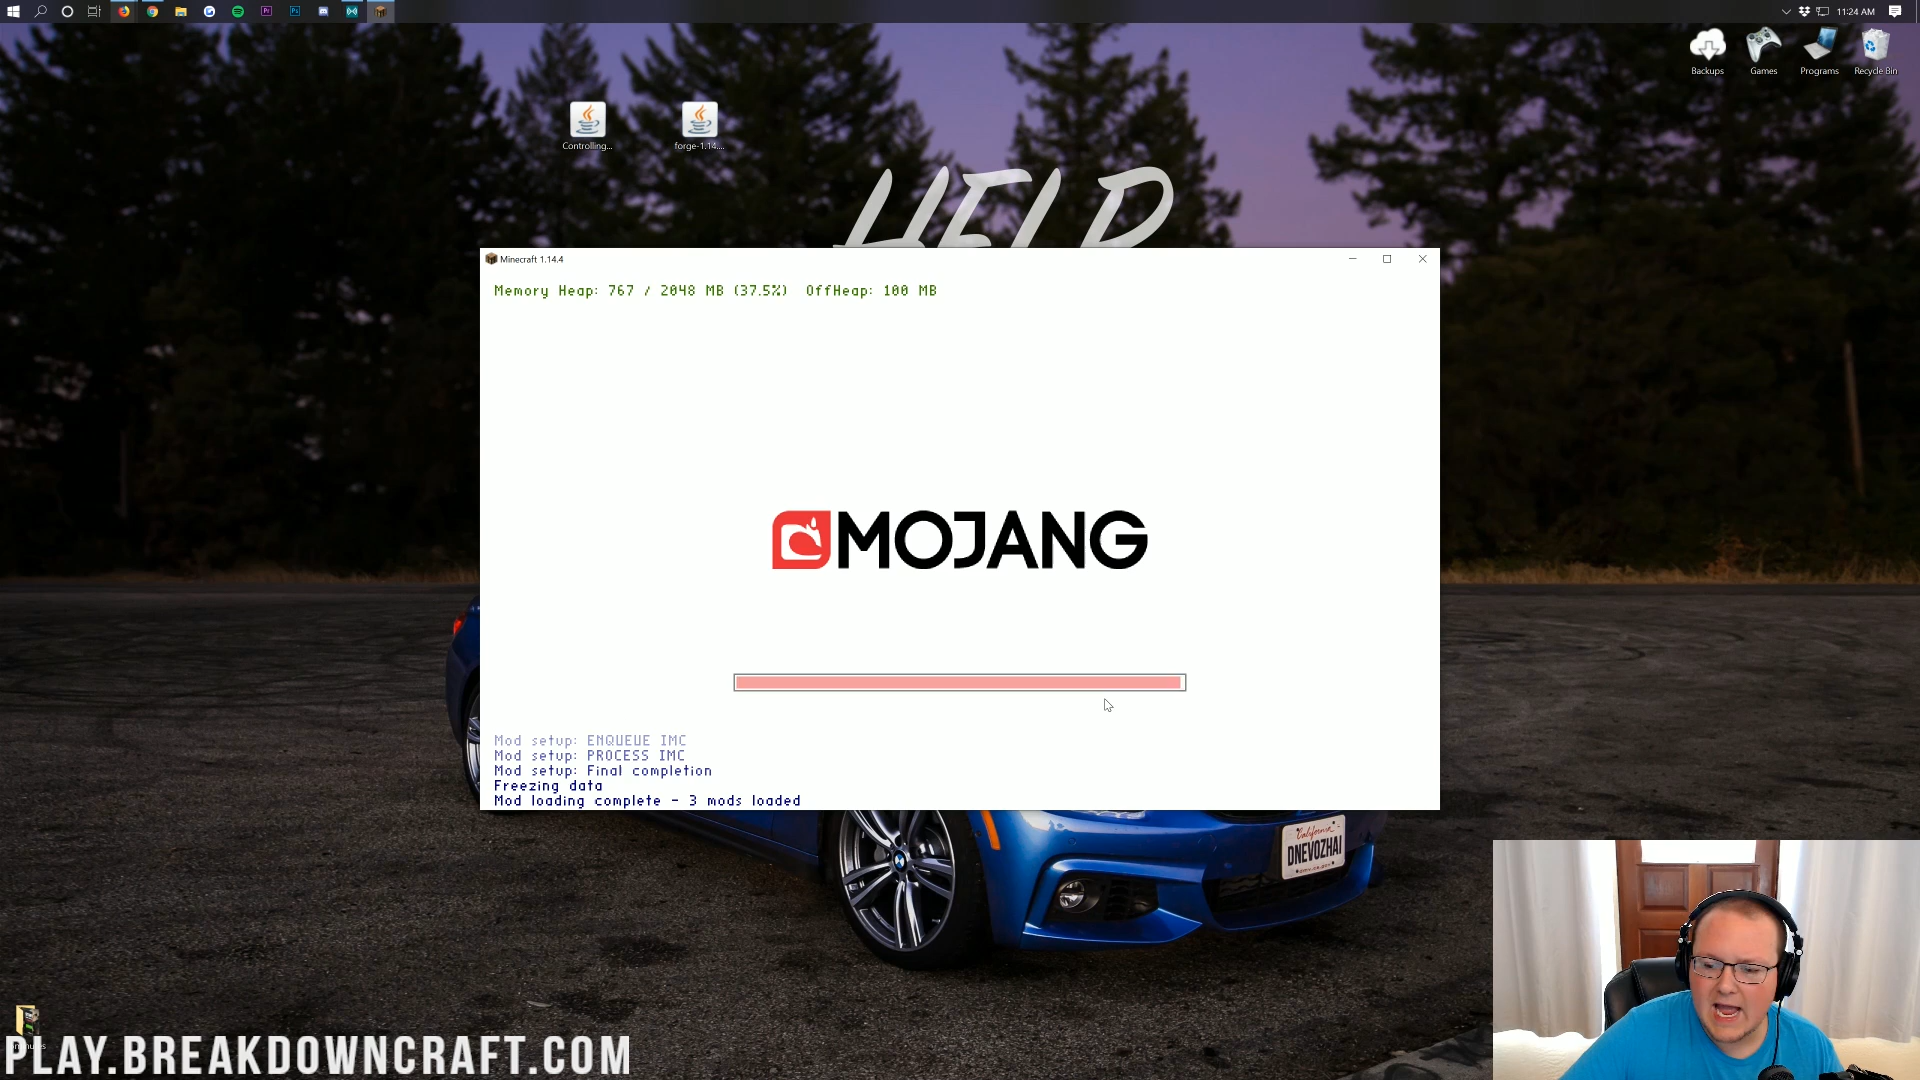 11:24 AM
Backups
Games
Programs
Recycle Bin
Controlling...
forge-1.14....
HELP
Minecraft 1.14.4
Memory Heap: 767 / 2048 MB (37.5%) OffHeap: 100 MB
MOJANG
Mod setup: ENQUEUE IMC
Mod setup: PROCESS IMC
Mod setup: Final completion
Freezing data
Mod loading complete - 3 mods loaded
California
DNEVOZHAI
PLAY.BREAKDOWNCRAFT.COM